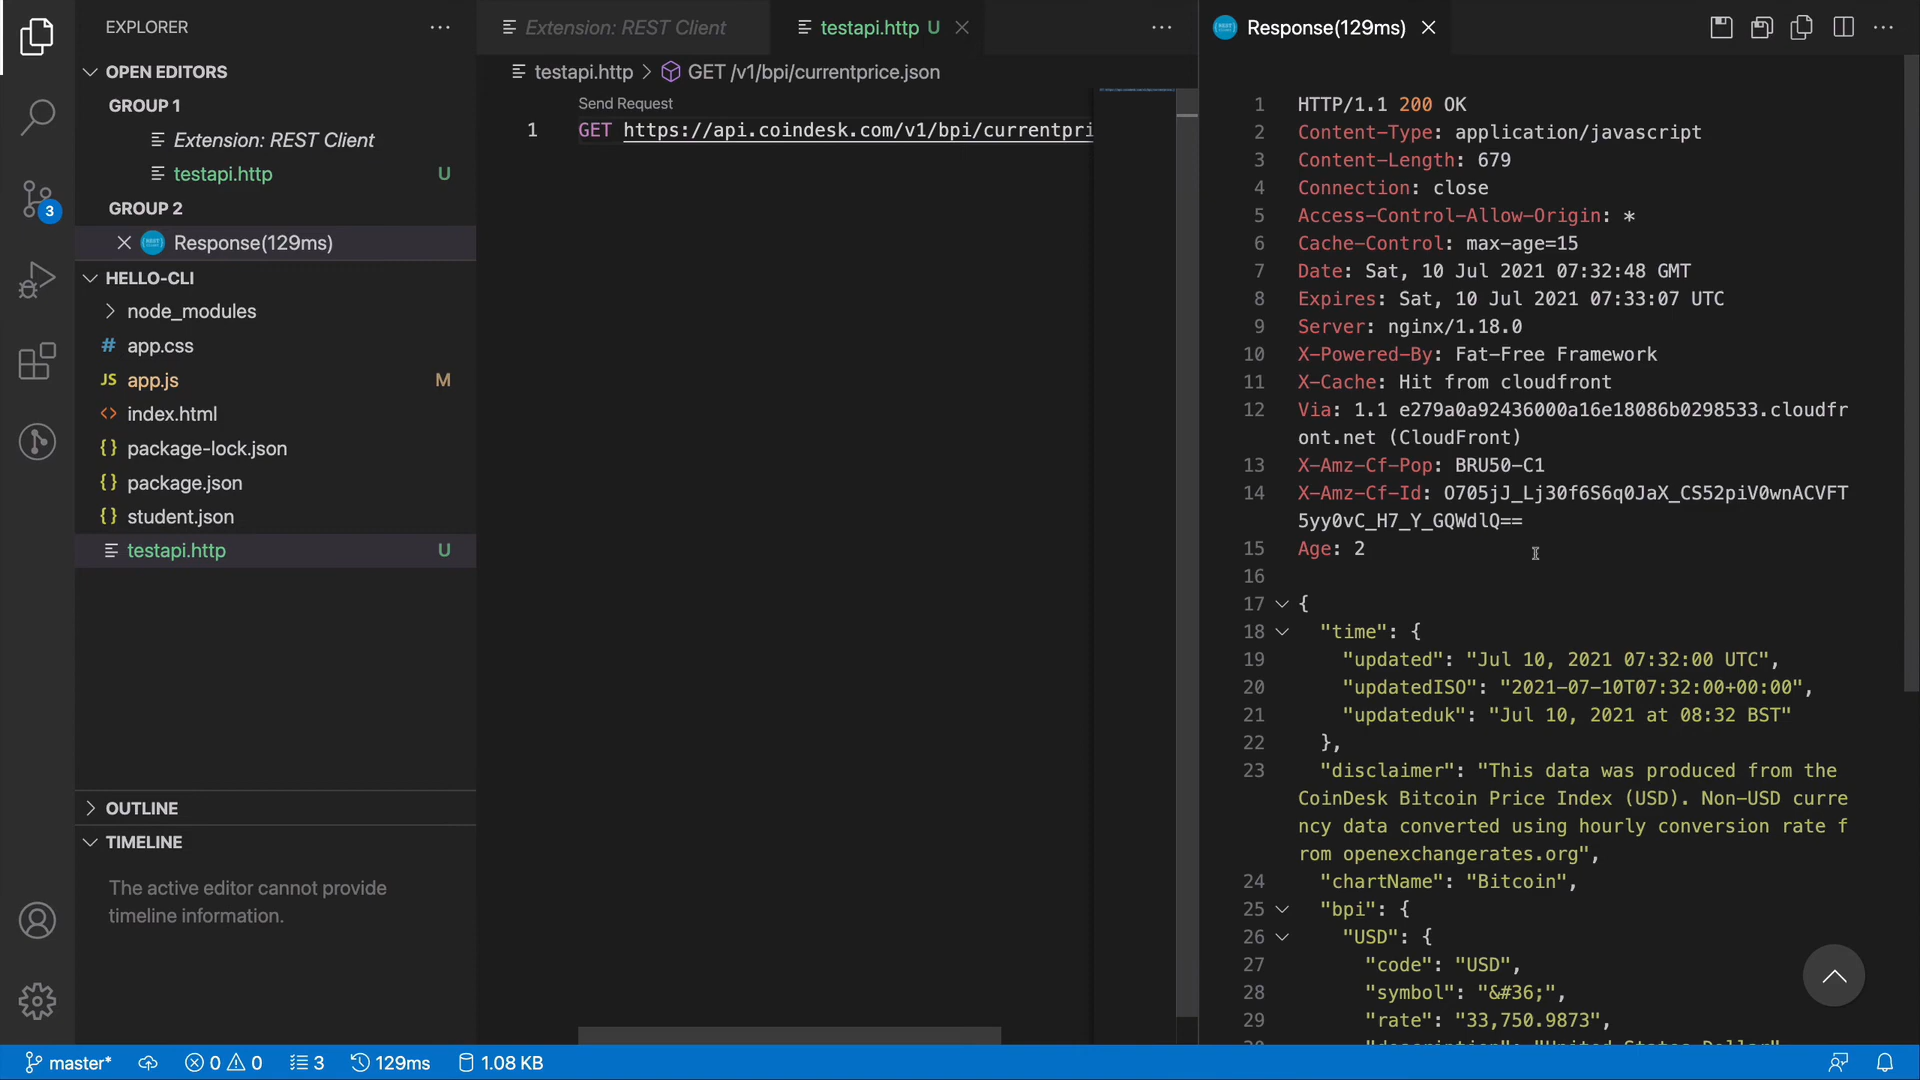 EXPLORER
OPEN EDITORS
GROUP 1
Extension: REST Client
testapi.http U
GROUP 2
Response(129ms)
HELLO-CLI
node_modules
# app.css
JS app.js M
<> index.html
{} package-lock.json
{} package.json
{} student.json
testapi.http U
OUTLINE
TIMELINE
The active editor cannot provide
timeline information.
3
Extension: REST Client
testapi.http U
testapi.http > GET /v1/bpi/currentprice.json
Send Request
1 GET https://api.coindesk.com/v1/bpi/currentpri
Response(129ms)
1 HTTP/1.1 200 OK
2 Content-Type: application/javascript
3 Content-Length: 679
4 Connection: close
5 Access-Control-Allow-Origin: *
6 Cache-Control: max-age=15
7 Date: Sat, 10 Jul 2021 07:32:48 GMT
8 Expires: Sat, 10 Jul 2021 07:33:07 UTC
9 Server: nginx/1.18.0
10 X-Powered-By: Fat-Free Framework
11 X-Cache: Hit from cloudfront
12 Via: 1.1 e279a0a92436000a16e18086b0298533.cloudfr
ont.net (CloudFront)
13 X-Amz-Cf-Pop: BRU50-C1
14 X-Amz-Cf-Id: O705jJ_Lj30f6S6q0JaX_CS52piV0wnACVFT
5yy0vC_H7_Y_GQWdlQ==
15 Age: 2
16
17 {
18 "time": {
19 "updated": "Jul 10, 2021 07:32:00 UTC",
20 "updatedISO": "2021-07-10T07:32:00+00:00",
21 "updateduk": "Jul 10, 2021 at 08:32 BST"
22 },
23 "disclaimer": "This data was produced from the
CoinDesk Bitcoin Price Index (USD). Non-USD curre
ncy data converted using hourly conversion rate f
rom openexchangerates.org",
24 "chartName": "Bitcoin",
25 "bpi": {
26 "USD": {
27 "code": "USD",
28 "symbol": "&#36;",
29 "rate": "33,750.9873",
30 "description": "United States Dollar"
master* 0 0 3 129ms 1.08 KB